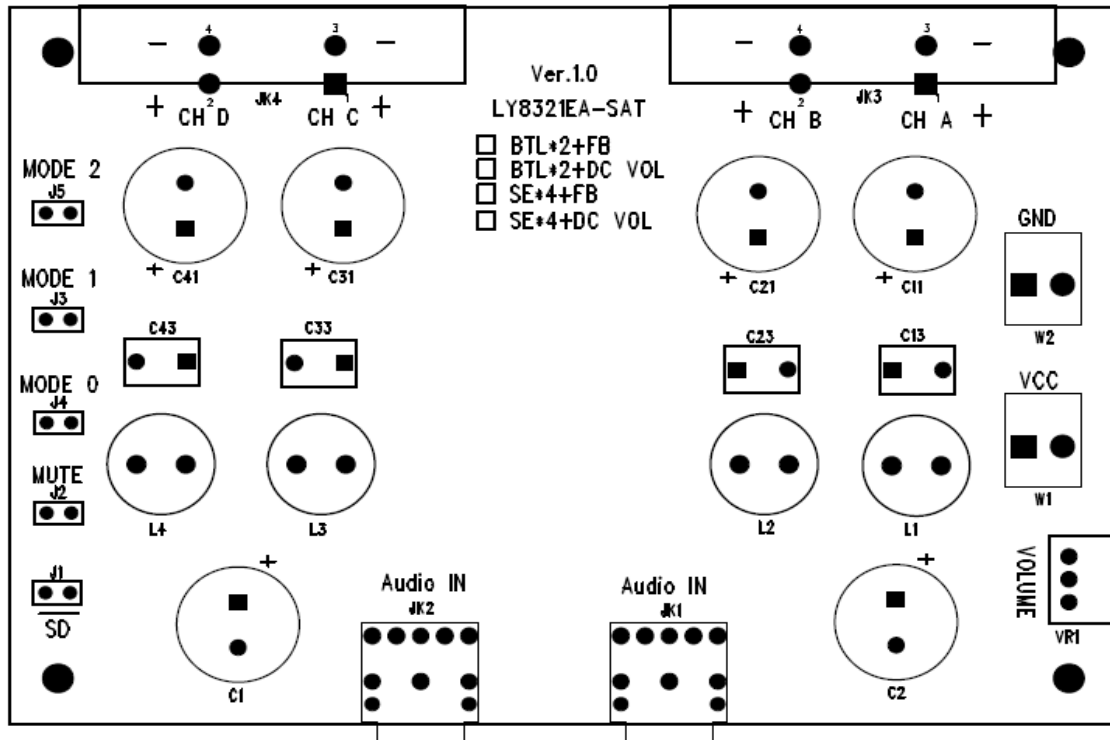 4 3 4 3
− − − −
Ver.1.0
JK4 JK3
2 1 2 1
+ CH D CH C + + CH B CH A +
LY8321EA-SAT
BTL*2+FB
BTL*2+DC VOL
SE*4+FB
SE*4+DC VOL
MODE 2
J5
GND
+ C41 + C31 + C21 + C11
MODE 1
J3
C43 C33 C23 C13
W2
MODE 0
J4
VCC
MUTE
J2
W1
L4 L3 L2 L1
J1
SD
+ +
Audio IN Audio IN
JK2 JK1
VOLUME
VR1
C1 C2